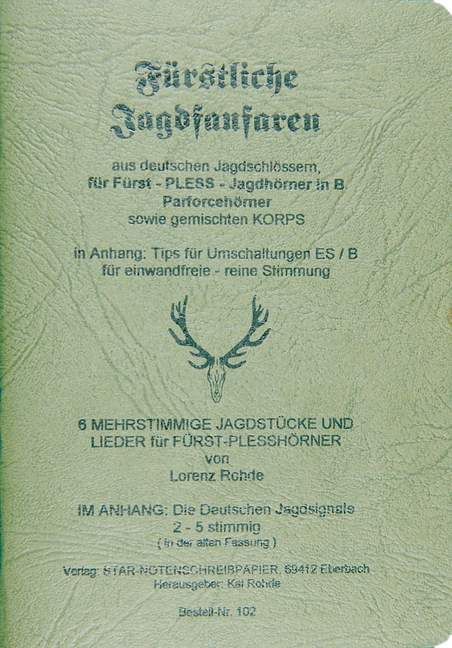 Fürstliche
Jagdfanfaren
aus deutschen Jagdschlössern,
für Fürst - PLESS - Jagdhörner in B
Parforcehörner
sowie gemischten KORPS
in Anhang: Tips für Umschaltungen ES / B
für einwandfreie - reine Stimmung
6 MEHRSTIMMIGE JAGDSTÜCKE UND
LIEDER für FÜRST-PLESSHÖRNER
von
Lorenz Rohde
IM ANHANG: Die Deutschen Jagdsignale
2 - 5 stimmig
( in der alten Fassung )
Verlag: STAR-NOTENSCHREIBPAPIER, 69412 Eberbach
Herausgeber: Kai Rohde
Bestell-Nr. 102